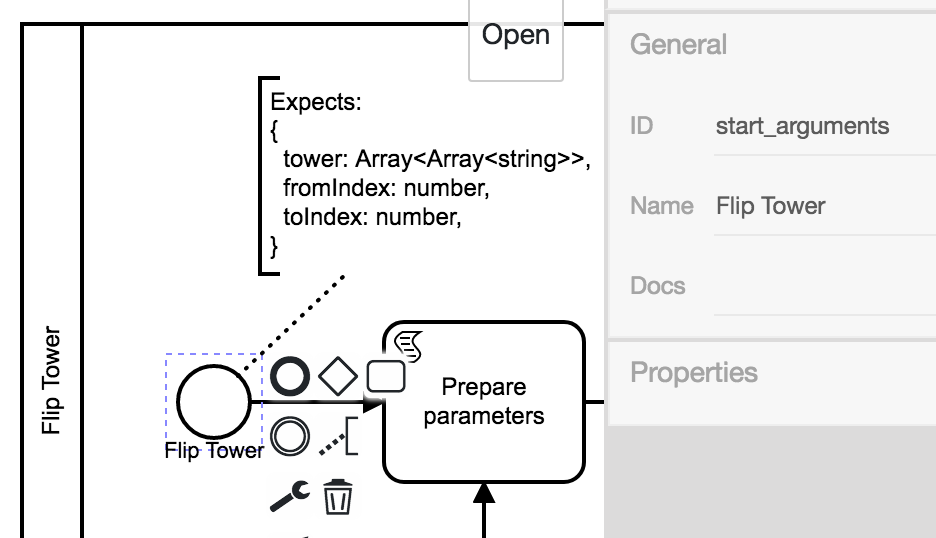 Open
Expects:
{
tower: Array<Array<string>>,
fromIndex: number,
toIndex: number,
}
Flip Tower
Flip Tower
Prepare
parameters
General
ID start_arguments
Name Flip Tower
Docs
Properties